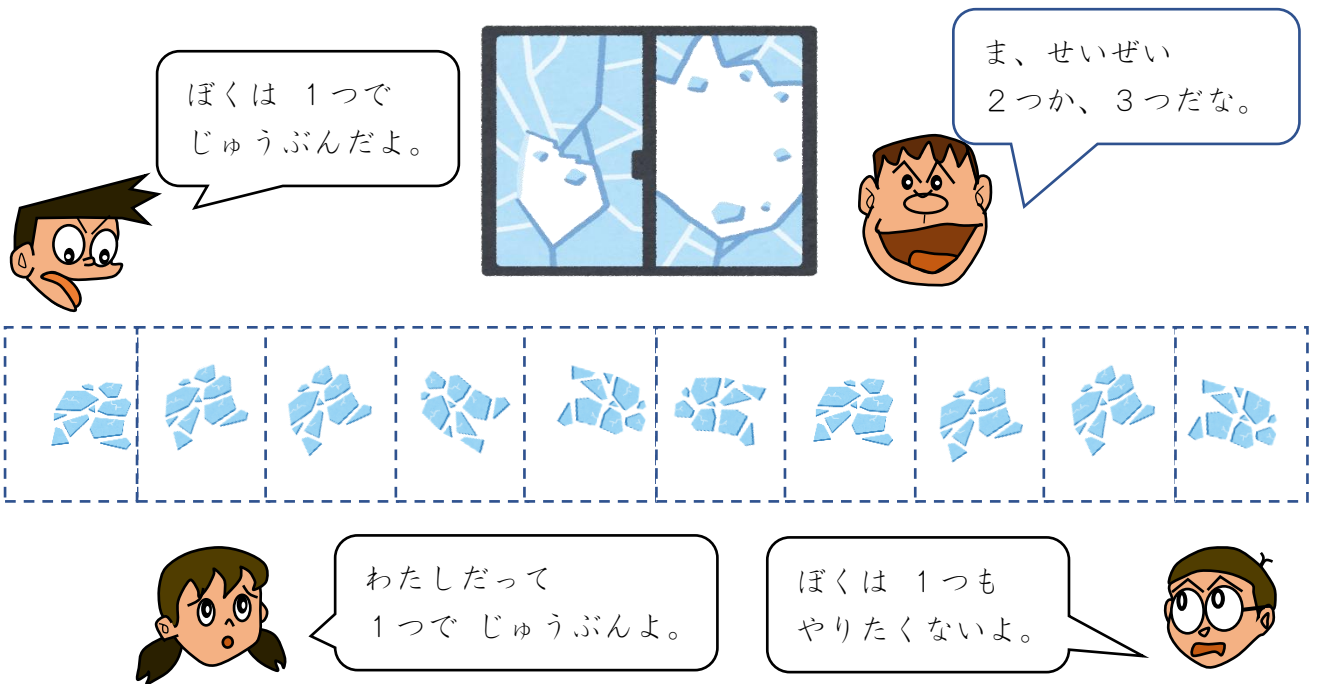 ぼくは 1つで
じゅうぶんだよ。
ま、せいぜい
2つか、3つだな。
わたしだって
1つで じゅうぶんよ。
ぼくは 1つも
やりたくないよ。